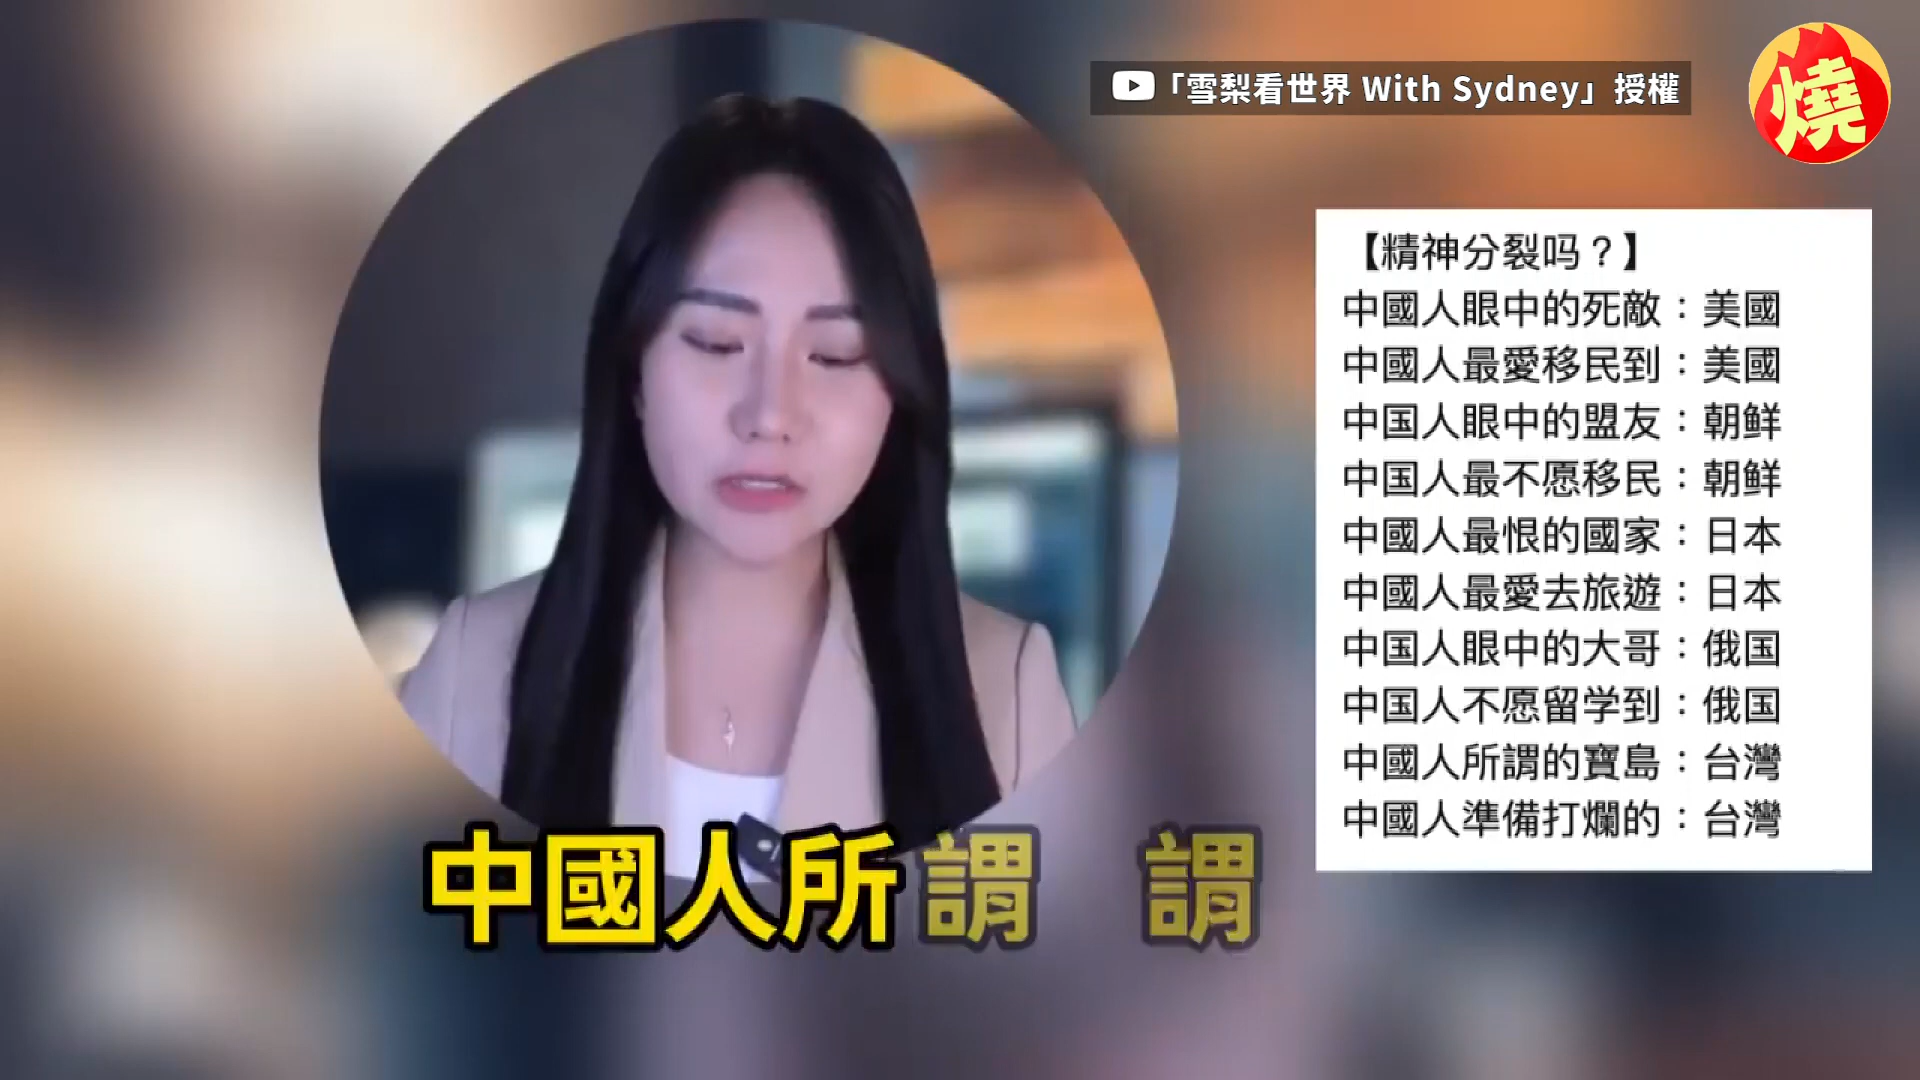 「雪梨看世界 With Sydney」授權
燒
【精神分裂吗？】
中國人眼中的死敵：美國
中國人最愛移民到：美國
中国人眼中的盟友：朝鲜
中国人最不愿移民：朝鲜
中國人最恨的國家：日本
中國人最愛去旅遊：日本
中国人眼中的大哥：俄国
中国人不愿留学到：俄国
中國人所謂的寶島：台灣
中國人準備打爛的：台灣
中國人所謂 謂